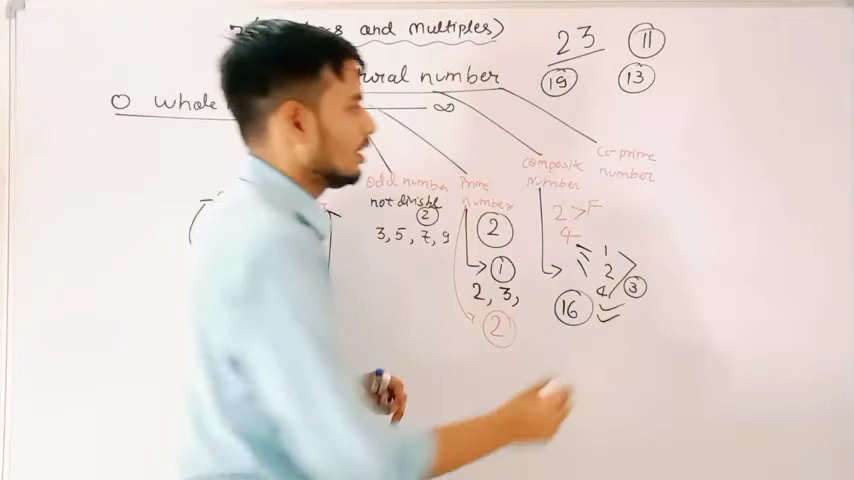 and multiples)
23
11
19
13
number
0 whole
∞
Odd number
not divisible
2
3, 5, 7, 9
Prime
number
2
1
2, 3,
2
composite
Number
2 > F
4
1
2
4
3
16
Co-prime
number